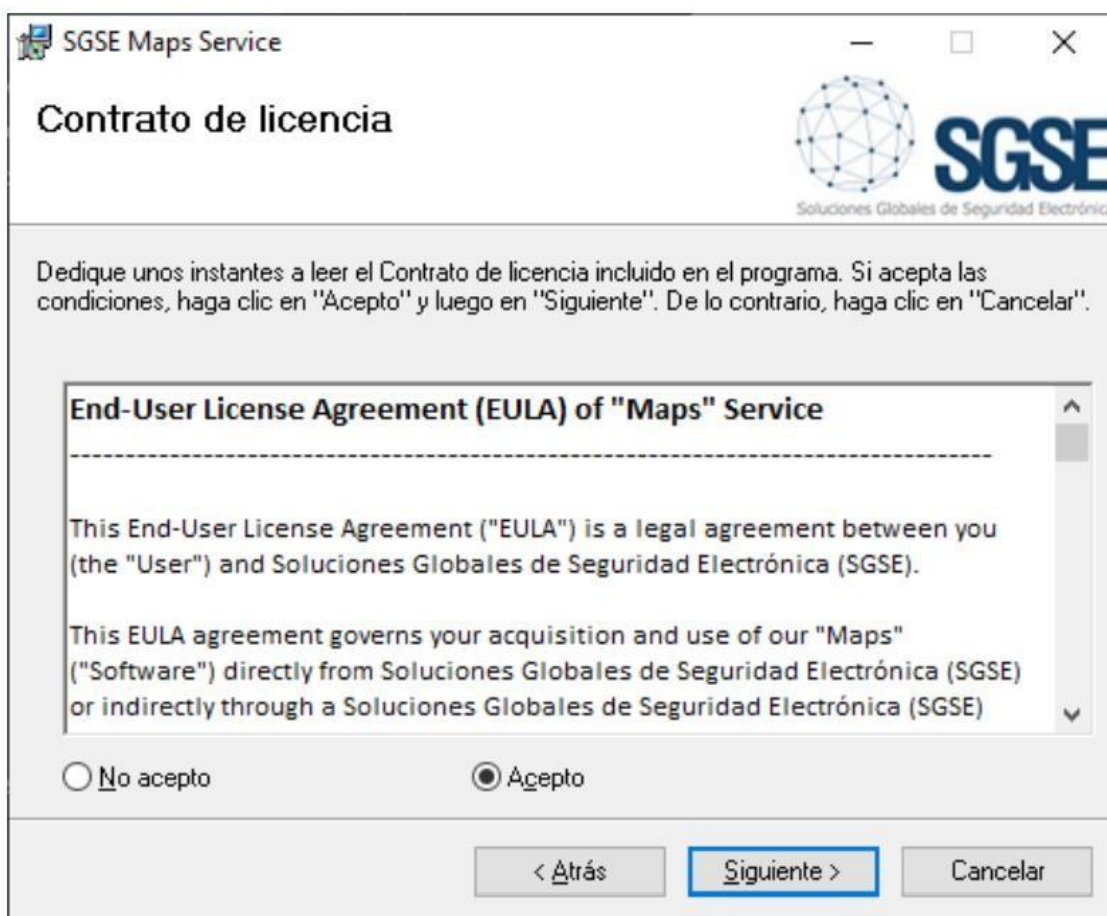 SGSE Maps Service
Contrato de licencia
SGSE
Soluciones Globales de Seguridad Electrónic
Dedique unos instantes a leer el Contrato de licencia incluido en el programa. Si acepta las
condiciones, haga clic en "Acepto" y luego en "Siguiente". De lo contrario, haga clic en "Cancelar".
End-User License Agreement (EULA) of "Maps" Service
--------------------------------------------------------------------------------
This End-User License Agreement ("EULA") is a legal agreement between you
(the "User") and Soluciones Globales de Seguridad Electrónica (SGSE).
This EULA agreement governs your acquisition and use of our "Maps"
("Software") directly from Soluciones Globales de Seguridad Electrónica (SGSE)
or indirectly through a Soluciones Globales de Seguridad Electrónica (SGSE)
No acepto
Acepto
< Atrás
Siguiente >
Cancelar